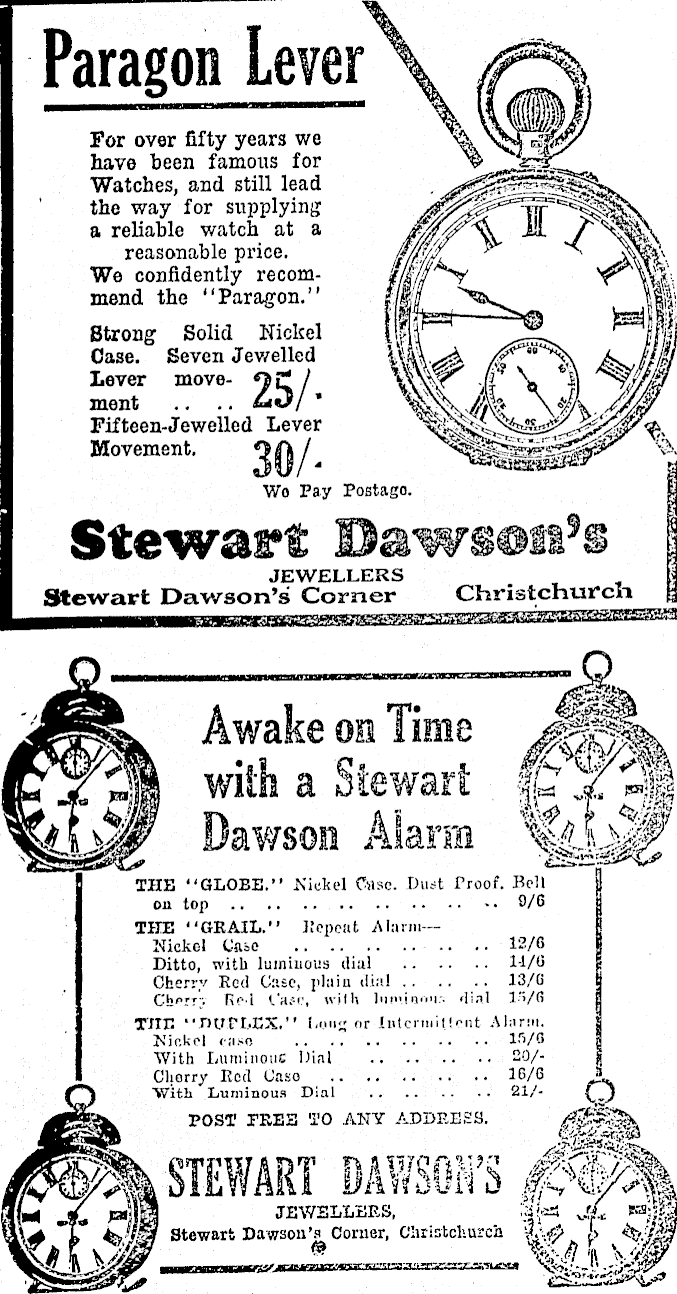 Paragon Lever
For over fifty years we
have been famous for
Watches, and still lead
the way for supplying
a reliable watch at a
reasonable price.
We confidently recom-
mend the "Paragon."
Strong Solid Nickel
Case. Seven Jewelled
Lever move-
ment .. .. 25/-
Fifteen-Jewelled Lever
Movement. 30/-
We Pay Postage.
Stewart Dawson's
JEWELLERS
Stewart Dawson's Corner Christchurch
Awake on Time
with a Stewart
Dawson Alarm
THE "GLOBE." Nickel Case. Dust Proof. Bell
on top .. .. .. .. .. .. .. .. .. 9/6
THE "GRAIL." Repeat Alarm—
Nickel Case .. .. .. .. .. .. .. 12/6
Ditto, with luminous dial .. .. .. 14/6
Cherry Red Case, plain dial .. .. .. 13/6
Cherry Red Case, with luminous dial 15/6
THE "DUPLEX." Long or Intermittent Alarm.
Nickel case .. .. .. .. .. .. .. 15/6
With Luminous Dial .. .. .. .. 20/-
Cherry Red Case .. .. .. .. .. .. 16/6
With Luminous Dial .. .. .. .. 21/-
POST FREE TO ANY ADDRESS.
STEWART DAWSON'S
JEWELLERS,
Stewart Dawson's Corner, Christchurch